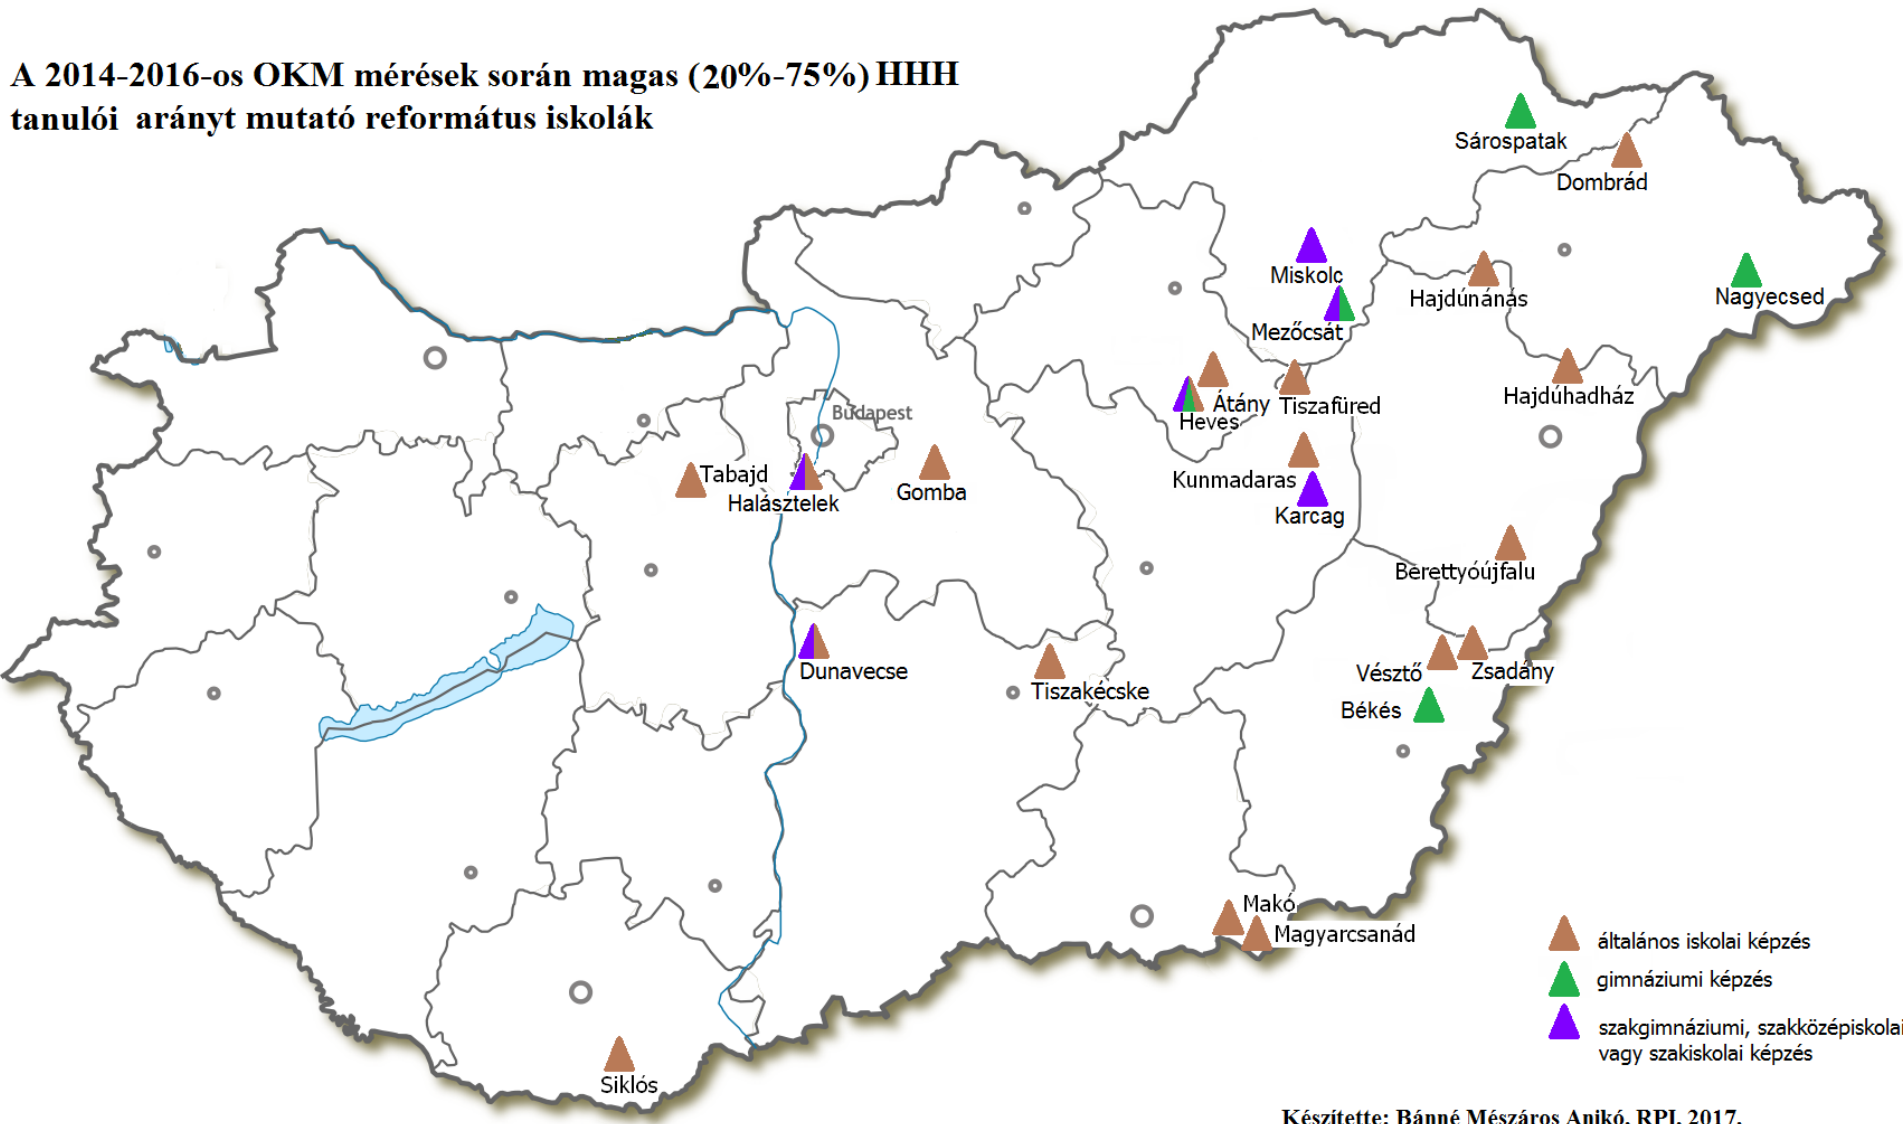 A 2014-2016-os OKM mérések során magas (20%-75%) HHH
tanulói arányt mutató református iskolák
Sárospatak
Dombrád
Miskolc
Hajdúnánás
Nagyecsed
Mezőcsát
Átány
Tiszafüred
Heves
Hajdúhadház
Budapest
Tabajd
Halásztelek
Gomba
Kunmadaras
Karcag
Berettyóújfalu
Dunavecse
Tiszakécske
Vésztő
Zsadány
Békés
Makó
Magyarcsanád
Siklós
általános iskolai képzés
gimnáziumi képzés
szakgimnáziumi, szakközépiskolai
vagy szakiskolai képzés
Készítette: Bánné Mészáros Anikó, RPI, 2017.